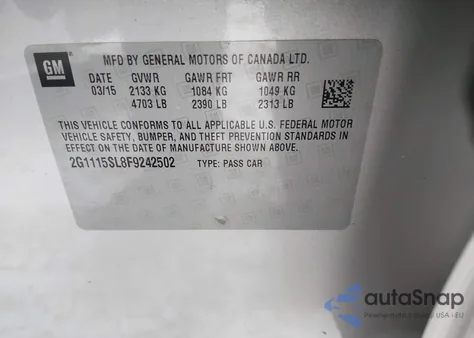 GM
MFD BY GENERAL MOTORS OF CANADA LTD.
DATE GVWR GAWR FRT GAWR RR
03/15 2133 KG 1084 KG 1049 KG
4703 LB 2390 LB 2313 LB
THIS VEHICLE CONFORMS TO ALL APPLICABLE U.S. FEDERAL MOTOR
VEHICLE SAFETY, BUMPER, AND THEFT PREVENTION STANDARDS IN
EFFECT ON THE DATE OF MANUFACTURE SHOWN ABOVE.
2G1115SL8F9242502 TYPE: PASS CAR
autoSnap
USA - EU